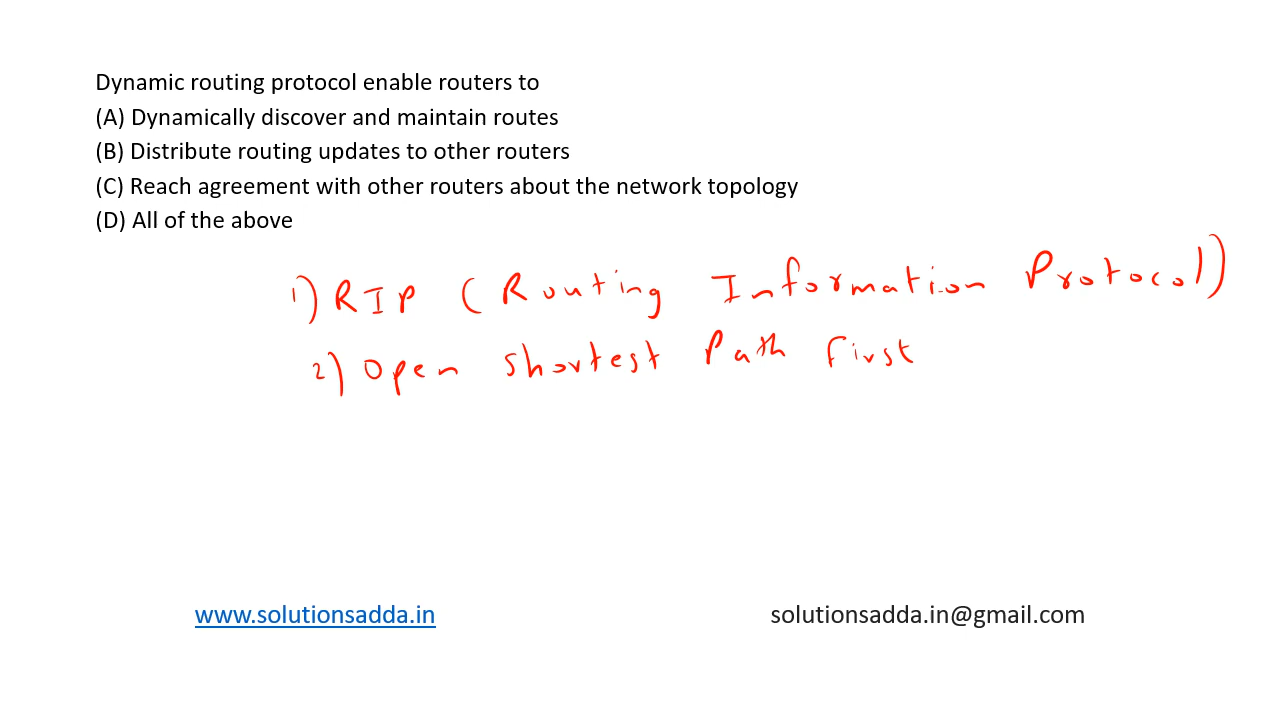 Dynamic routing protocol enable routers to
(A) Dynamically discover and maintain routes
(B) Distribute routing updates to other routers
(C) Reach agreement with other routers about the network topology
(D) All of the above
1) RIP (Routing Information Protocol)
2) Open Shortest Path First
www.solutionsadda.in
solutionsadda.in@gmail.com